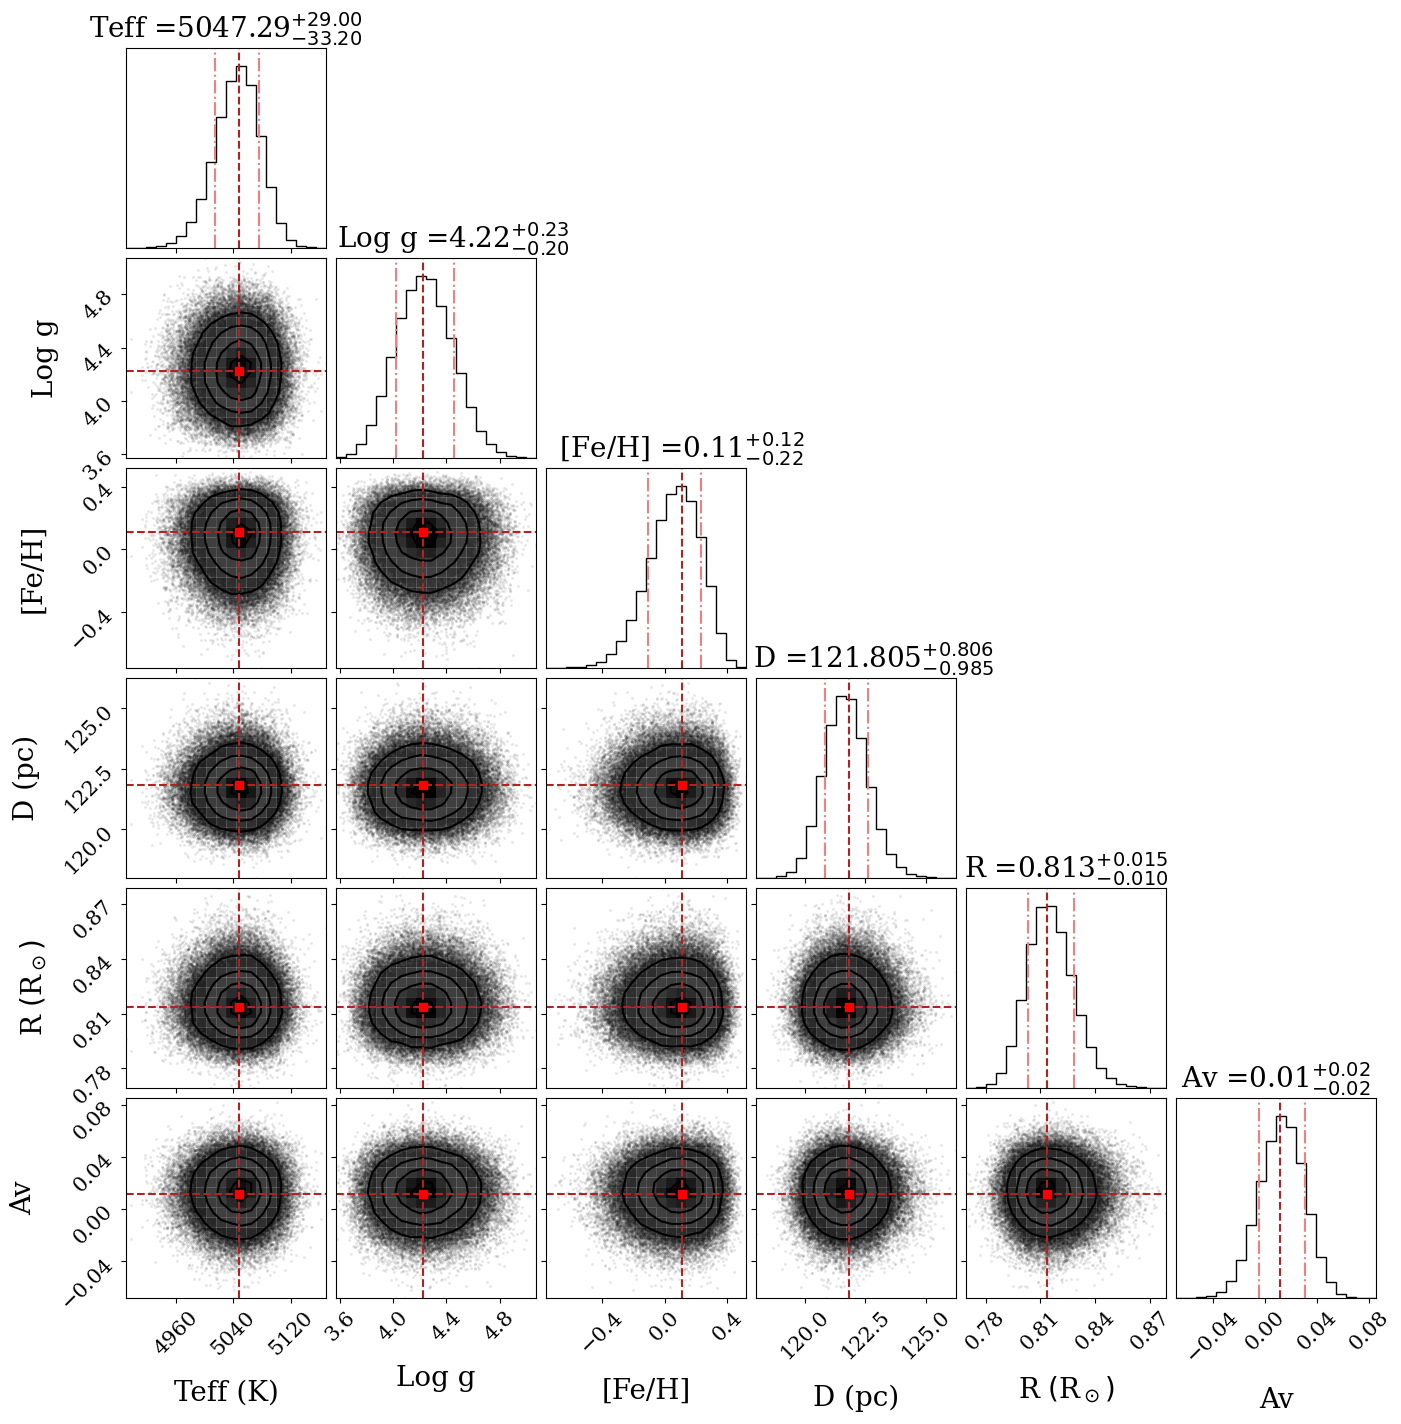 Teff =5047.29+29.00
−33.20
Log g =4.22+0.23
−0.20
Log g
4.8
4.4
4.0
3.6
[Fe/H] =0.11+0.12
−0.22
[Fe/H]
0.4
0.0
−0.4
D =121.805+0.806
−0.985
D (pc)
125.0
122.5
120.0
R =0.813+0.015
−0.010
R (R⊙)
0.87
0.84
0.81
0.78
Av =0.01+0.02
−0.02
Av
0.08
0.04
0.00
−0.04
4960 5040 5120 3.6 4.0 4.4 4.8 −0.4 0.0 0.4 120.0 122.5 125.0 0.78 0.81 0.84 0.87 −0.04 0.00 0.04 0.08
Teff (K) Log g [Fe/H] D (pc) R (R⊙) Av